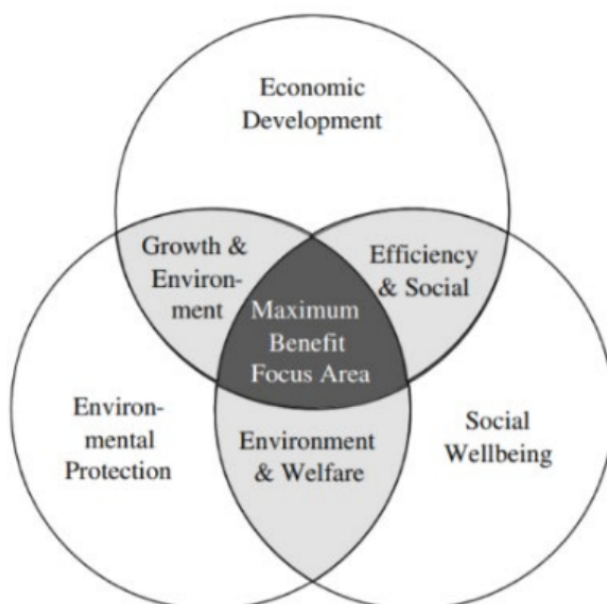 Economic
Development
Growth &
Environ-
ment
Efficiency
& Social
Maximum
Benefit
Focus Area
Environ-
mental
Protection
Environment
& Welfare
Social
Wellbeing